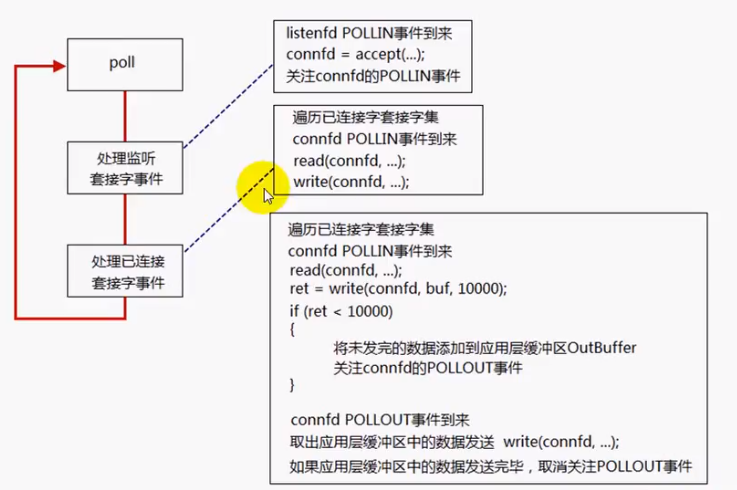 poll
处理监听
套接字事件
处理已连接
套接字事件
listenfd POLLIN事件到来
connfd = accept(...);
关注connfd的POLLIN事件
遍历已连接字套接字集
connfd POLLIN事件到来
read(connfd, ...);
write(connfd, ...);
遍历已连接字套接字集
connfd POLLIN事件到来
read(connfd, ...);
ret = write(connfd, buf, 10000);
if (ret < 10000)
{
将未发完的数据添加到应用层缓冲区OutBuffer
关注connfd的POLLOUT事件
}
connfd POLLOUT事件到来
取出应用层缓冲区中的数据发送 write(connfd, ...);
如果应用层缓冲区中的数据发送完毕，取消关注POLLOUT事件